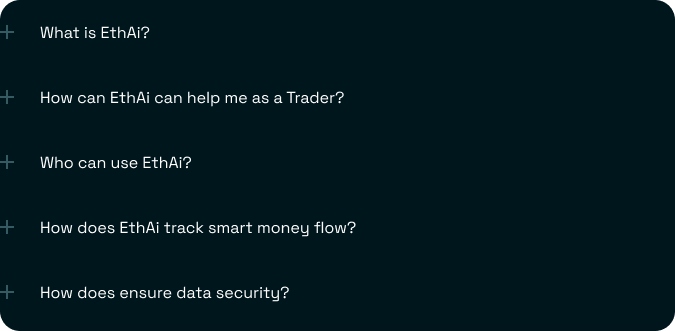 What is EthAi?
How can EthAi can help me as a Trader?
Who can use EthAi?
How does EthAi track smart money flow?
How does ensure data security?